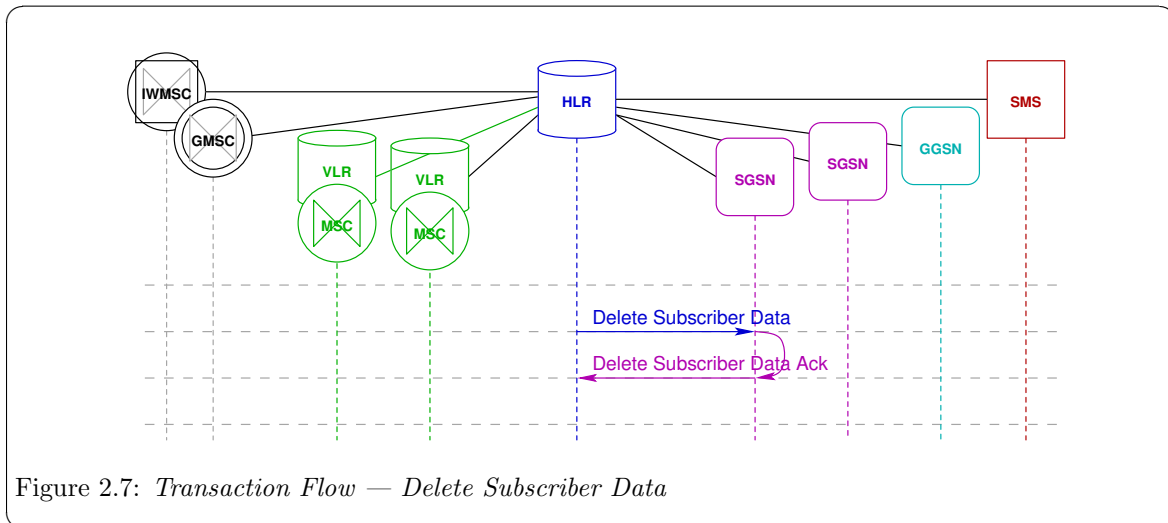 IWMSC
GMSC
VLR
MSC
VLR
MSC
HLR
SGSN
SGSN
GGSN
SMS
Delete Subscriber Data
Delete Subscriber Data Ack
Figure 2.7: Transaction Flow — Delete Subscriber Data